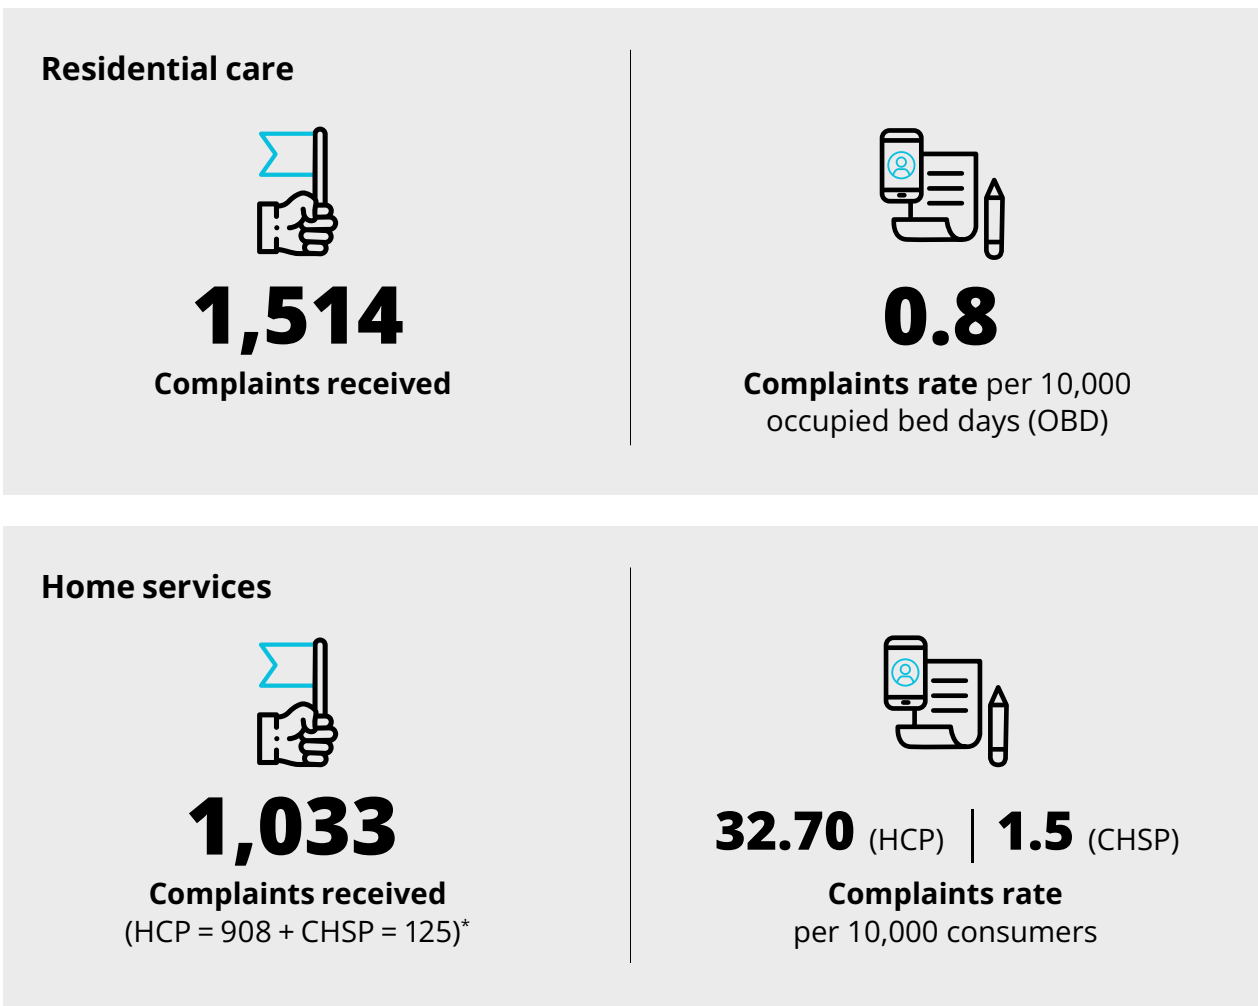 Residential care
1,514
Complaints received
0.8
Complaints rate per 10,000
occupied bed days (OBD)
Home services
1,033
Complaints received
(HCP = 908 + CHSP = 125)*
32.70 (HCP) | 1.5 (CHSP)
Complaints rate
per 10,000 consumers